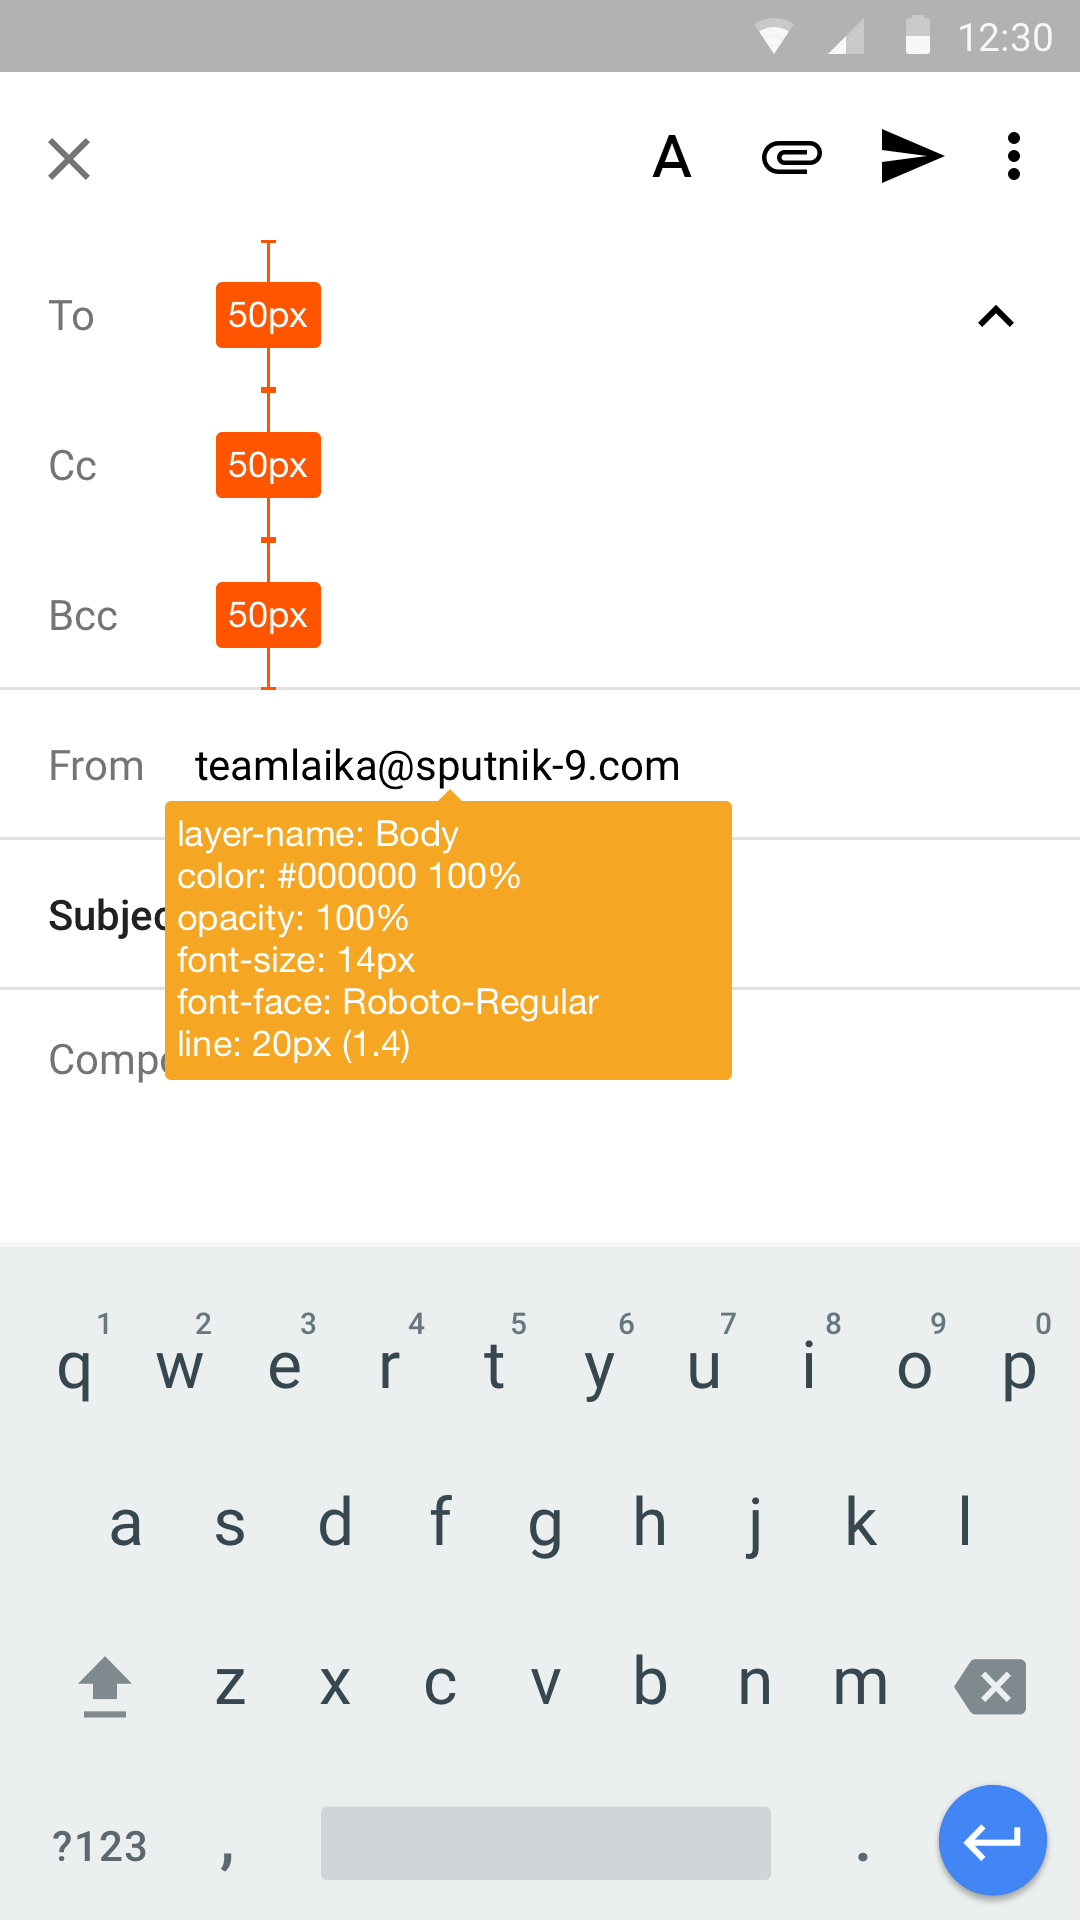 12:30
A
To 50px
Cc 50px
Bcc 50px
From teamlaika@sputnik-9.com
layer-name: Body
color: #000000 100%
opacity: 100%
font-size: 14px
font-face: Roboto-Regular
line: 20px (1.4)
1 2 3 4 5 6 7 8 9 0
q w e r t y u i o p
a s d f g h j k l
z x c v b n m
?123 , .